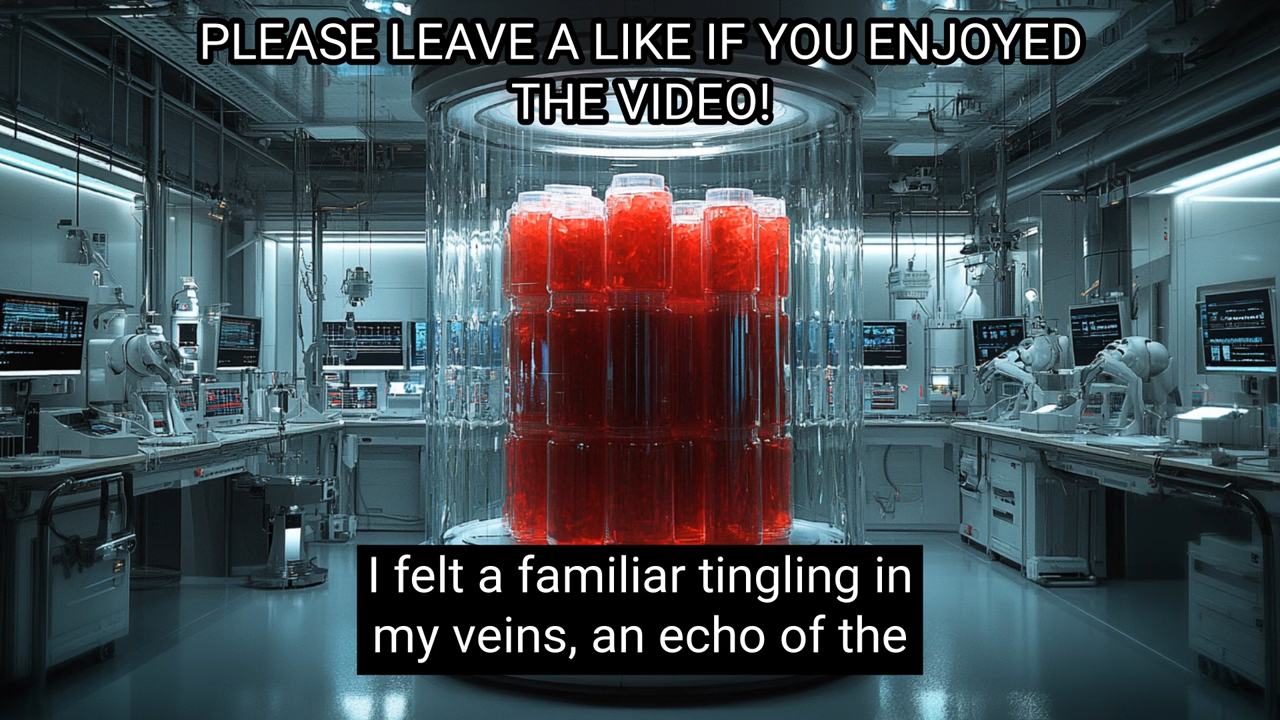 PLEASE LEAVE A LIKE IF YOU ENJOYED
THE VIDEO!
I felt a familiar tingling in
my veins, an echo of the